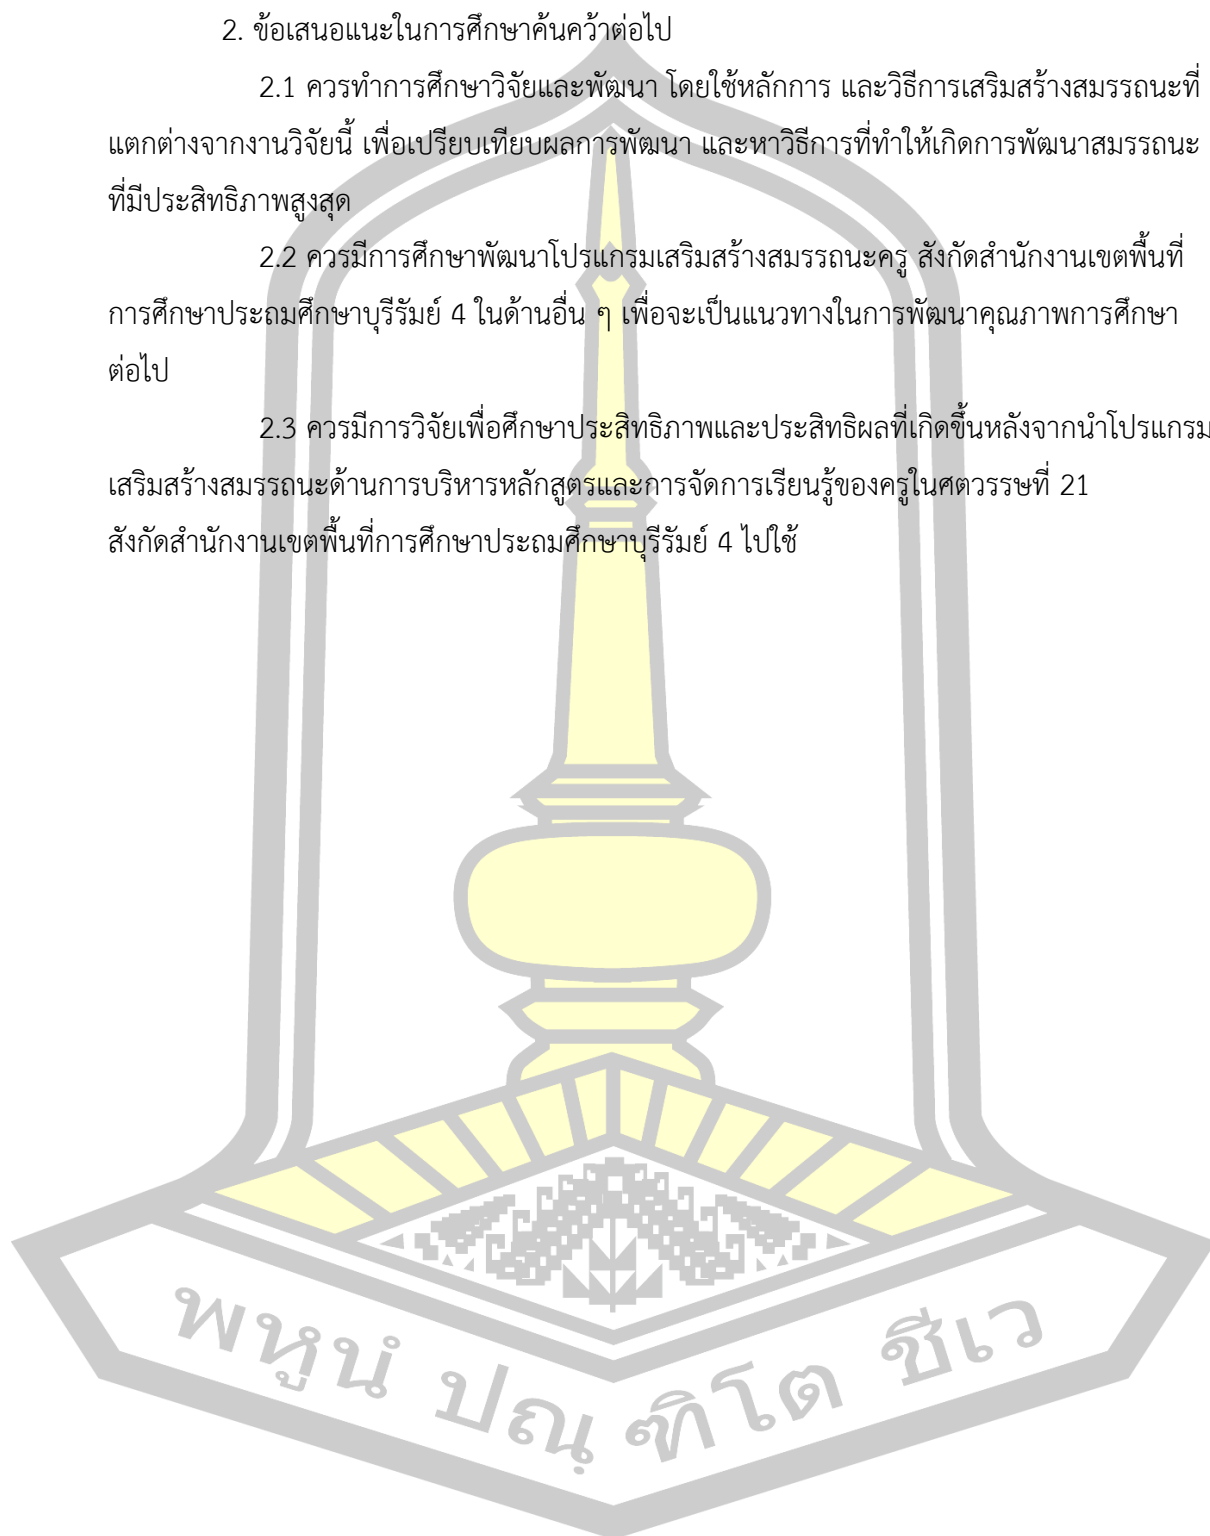 2. ข้อเสนอแนะในการศึกษาค้นคว้าต่อไป
2.1 ควรทำการศึกษาวิจัยและพัฒนา โดยใช้หลักการ และวิธีการเสริมสร้างสมรรถนะที่
แตกต่างจากงานวิจัยนี้ เพื่อเปรียบเทียบผลการพัฒนา และหาวิธีการที่ทำให้เกิดการพัฒนาสมรรถนะ
ที่มีประสิทธิภาพสูงสุด
2.2 ควรมีการศึกษาพัฒนาโปรแกรมเสริมสร้างสมรรถนะครู สังกัดสำนักงานเขตพื้นที่
การศึกษาประถมศึกษาบุรีรัมย์ 4 ในด้านอื่น ๆ เพื่อจะเป็นแนวทางในการพัฒนาคุณภาพการศึกษา
ต่อไป
2.3 ควรมีการวิจัยเพื่อศึกษาประสิทธิภาพและประสิทธิผลที่เกิดขึ้นหลังจากนำโปรแกรม
เสริมสร้างสมรรถนะด้านการบริหารหลักสูตรและการจัดการเรียนรู้ของครูในศตวรรษที่ 21
สังกัดสำนักงานเขตพื้นที่การศึกษาประถมศึกษาบุรีรัมย์ 4 ไปใช้
พหูนํ ปณฺฑิโต ชีเว